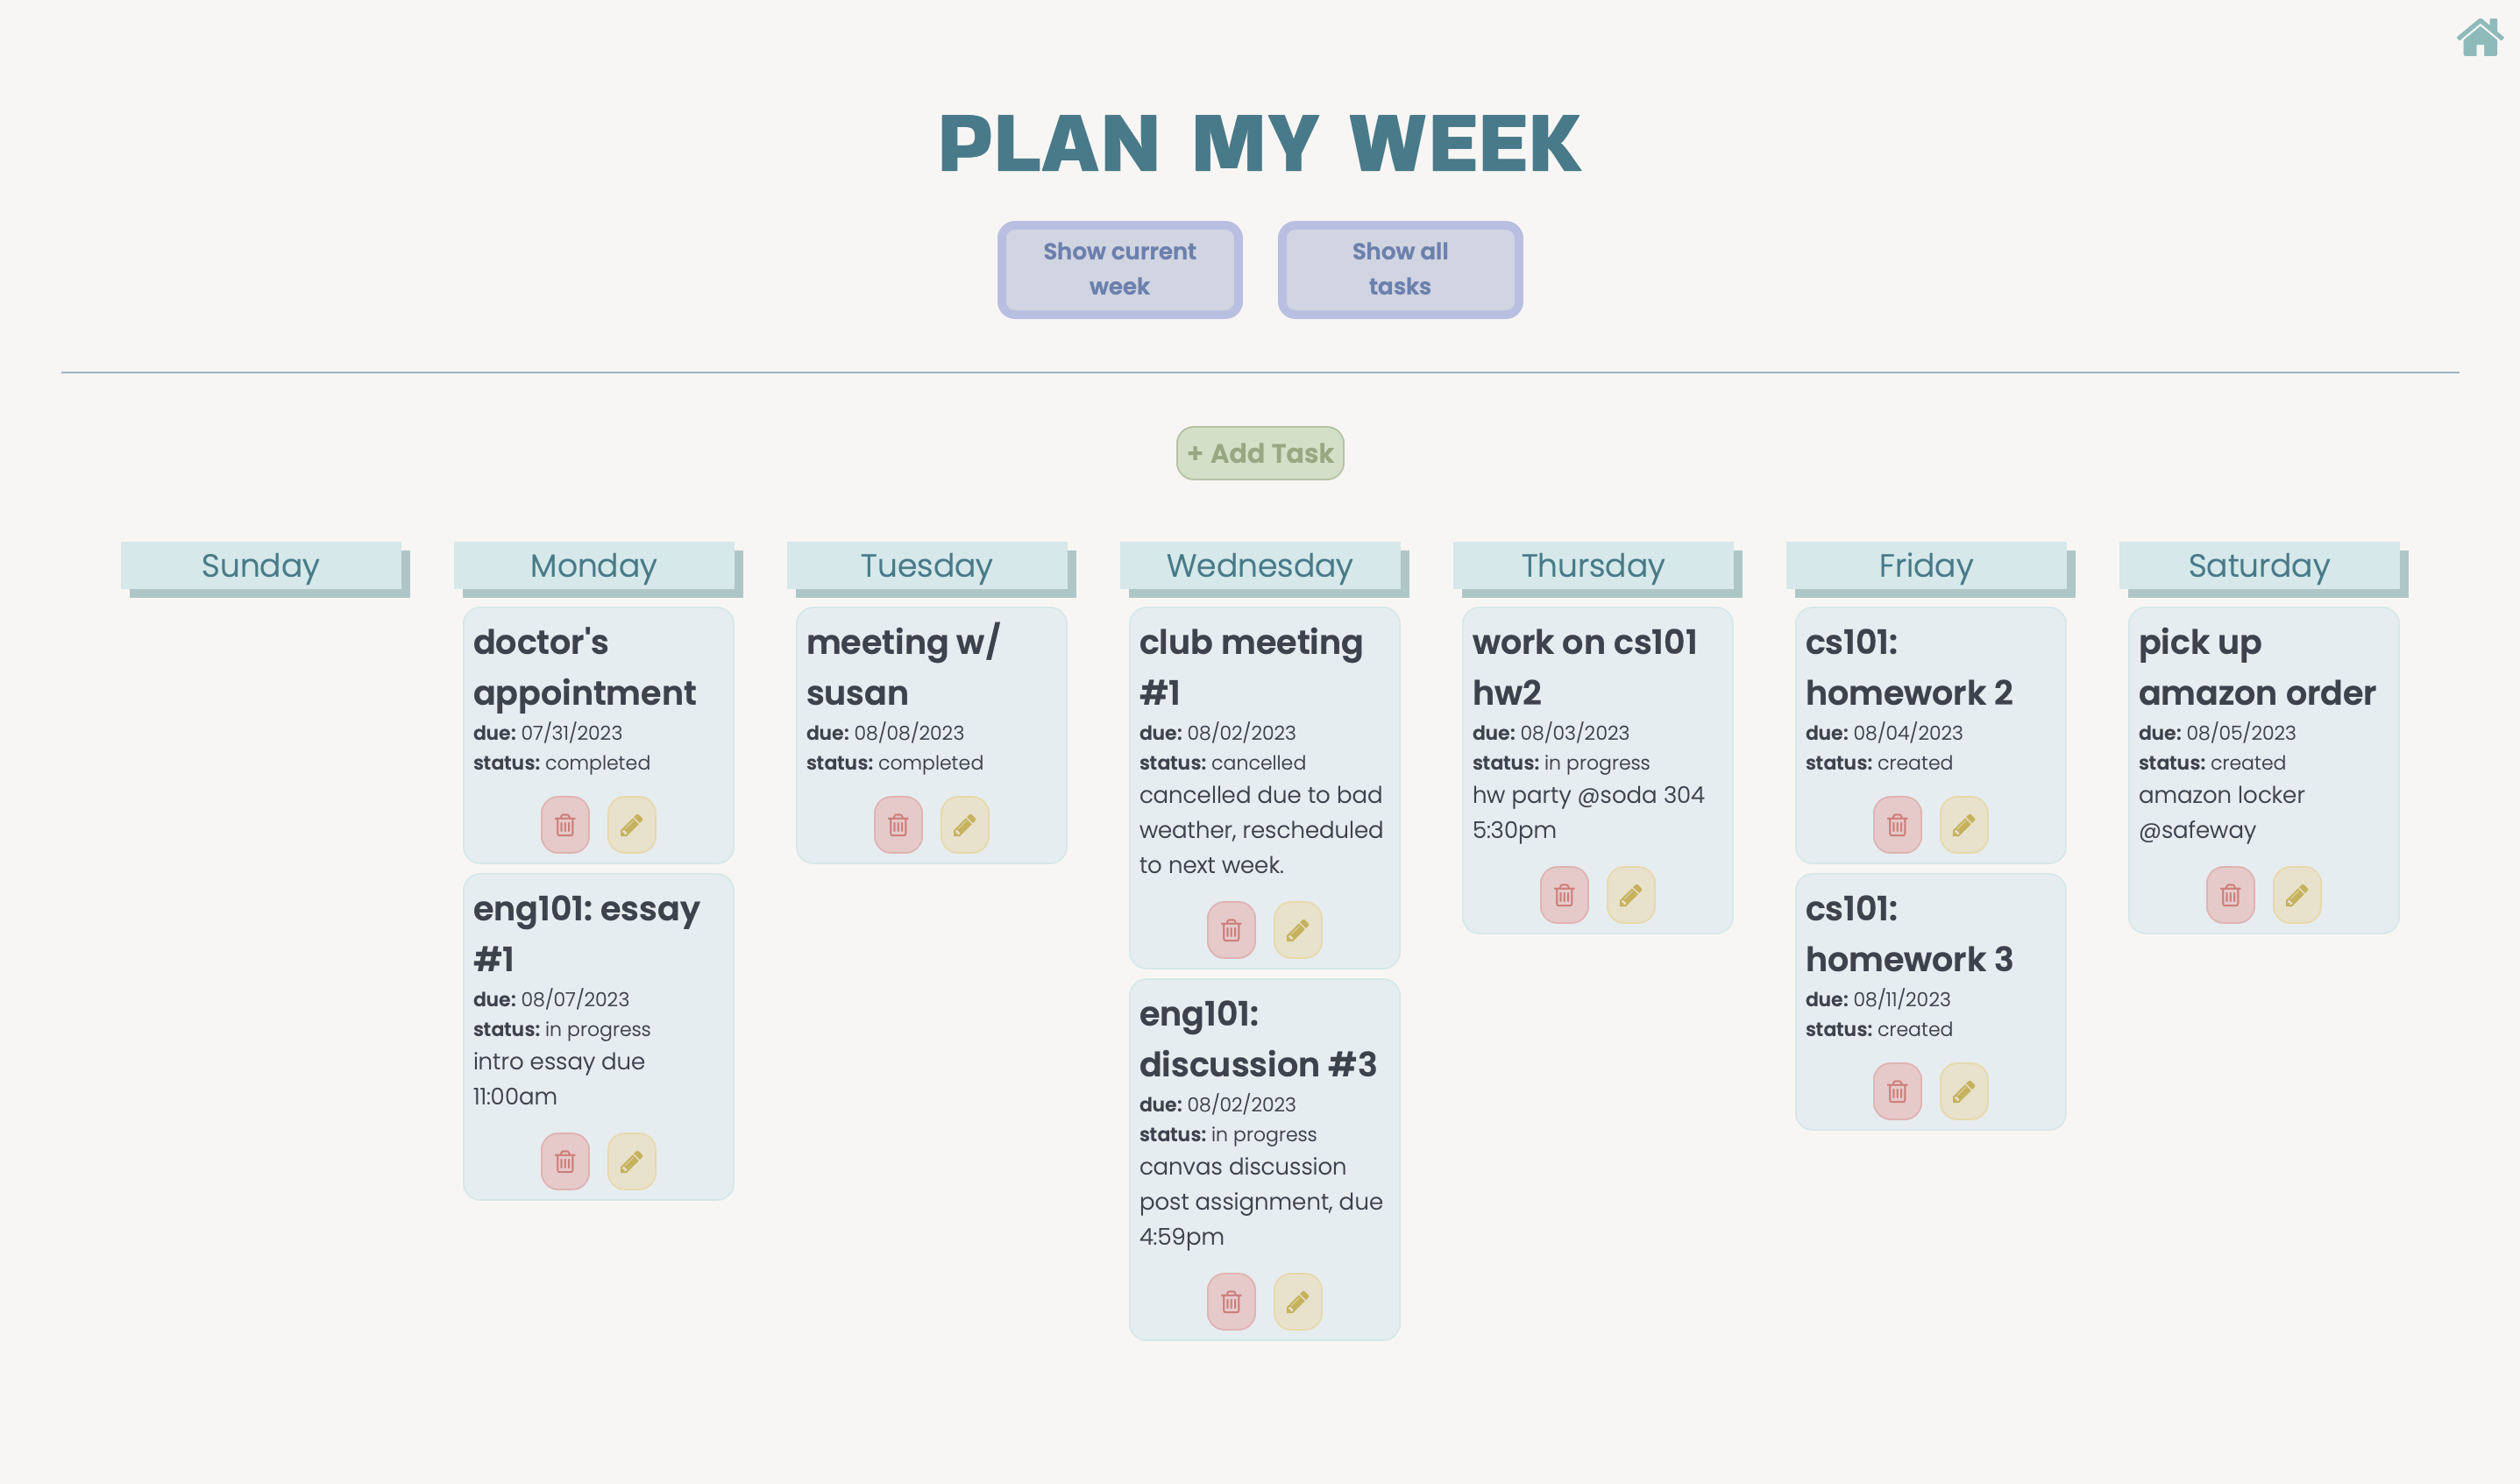 PLAN MY WEEK
Show current
week
Show all
tasks
+ Add Task
Sunday
Monday
doctor's
appointment
due: 07/31/2023
status: completed
eng101: essay
#1
due: 08/07/2023
status: in progress
intro essay due
11:00am
Tuesday
meeting w/
susan
due: 08/08/2023
status: completed
Wednesday
club meeting
#1
due: 08/02/2023
status: cancelled
cancelled due to bad
weather, rescheduled
to next week.
eng101:
discussion #3
due: 08/02/2023
status: in progress
canvas discussion
post assignment, due
4:59pm
Thursday
work on cs101
hw2
due: 08/03/2023
status: in progress
hw party @soda 304
5:30pm
Friday
cs101:
homework 2
due: 08/04/2023
status: created
cs101:
homework 3
due: 08/11/2023
status: created
Saturday
pick up
amazon order
due: 08/05/2023
status: created
amazon locker
@safeway